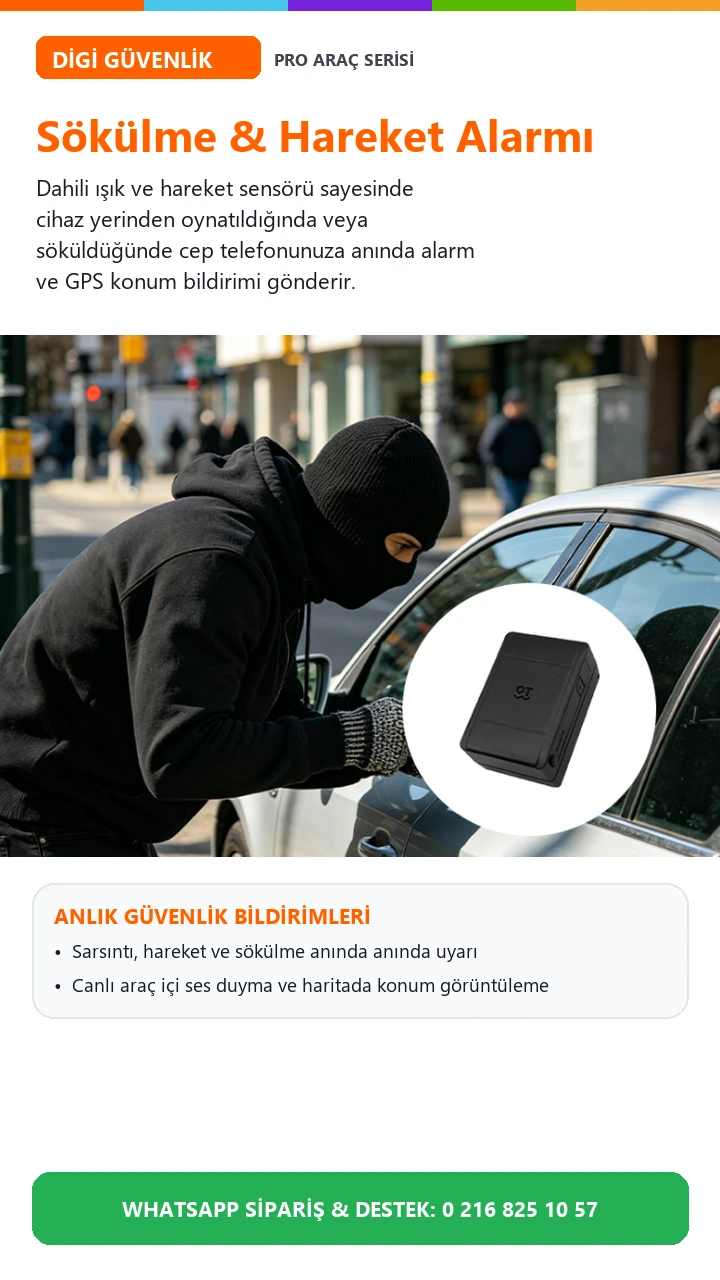 DİGİ GÜVENLİK
PRO ARAÇ SERİSİ
Sökülme & Hareket Alarmı
Dahili ışık ve hareket sensörü sayesinde
cihaz yerinden oynatıldığında veya
söküldüğünde cep telefonunuza anında alarm
ve GPS konum bildirimi gönderir.
ANLIK GÜVENLİK BİLDİRİMLERİ
• Sarsıntı, hareket ve sökülme anında anında uyarı
• Canlı araç içi ses duyma ve haritada konum görüntüleme
WHATSAPP SİPARİŞ & DESTEK: 0 216 825 10 57